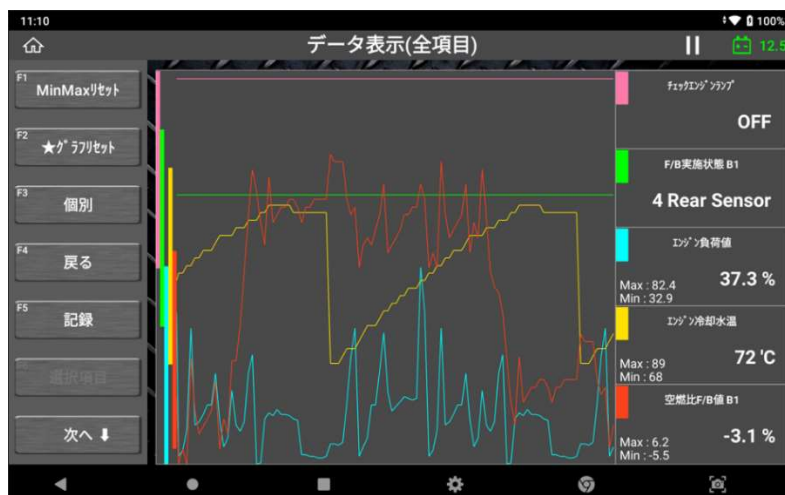 11:10
100%
データ表示(全項目)
12.5
F1
MinMaxリセット
F2
★グラフリセット
F3
個別
F4
戻る
F5
記録
選択項目
次へ ⬇
チェックエンジンランプ
OFF
F/B実施状態 B1
4 Rear Sensor
エンジン負荷値
37.3 %
Max : 82.4
Min : 32.9
エンジン冷却水温
72 'C
Max : 89
Min : 68
空燃比F/B値 B1
-3.1 %
Max : 6.2
Min : -5.5